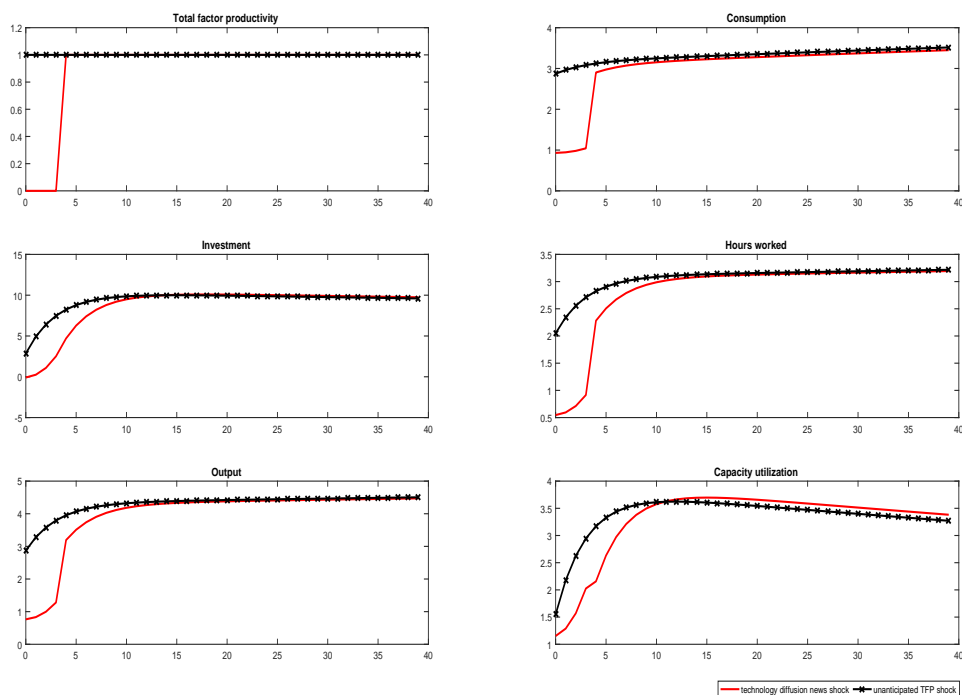 Total factor productivity
1.2
1
0.8
0.6
0.4
0.2
0
0 5 10 15 20 25 30 35 40
Consumption
4
3
2
1
0
0 5 10 15 20 25 30 35 40
Investment
15
10
5
0
-5
0 5 10 15 20 25 30 35 40
Hours worked
3.5
3
2.5
2
1.5
1
0.5
0 5 10 15 20 25 30 35 40
Output
5
4
3
2
1
0
0 5 10 15 20 25 30 35 40
Capacity utilization
4
3.5
3
2.5
2
1.5
1
0 5 10 15 20 25 30 35 40
technology diffusion news shock unanticipated TFP shock